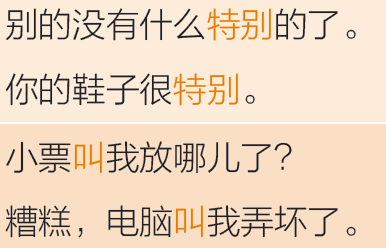 别的没有什么特别的了。
你的鞋子很特别。
小票叫我放哪儿了?
糟糕，电脑叫我弄坏了。